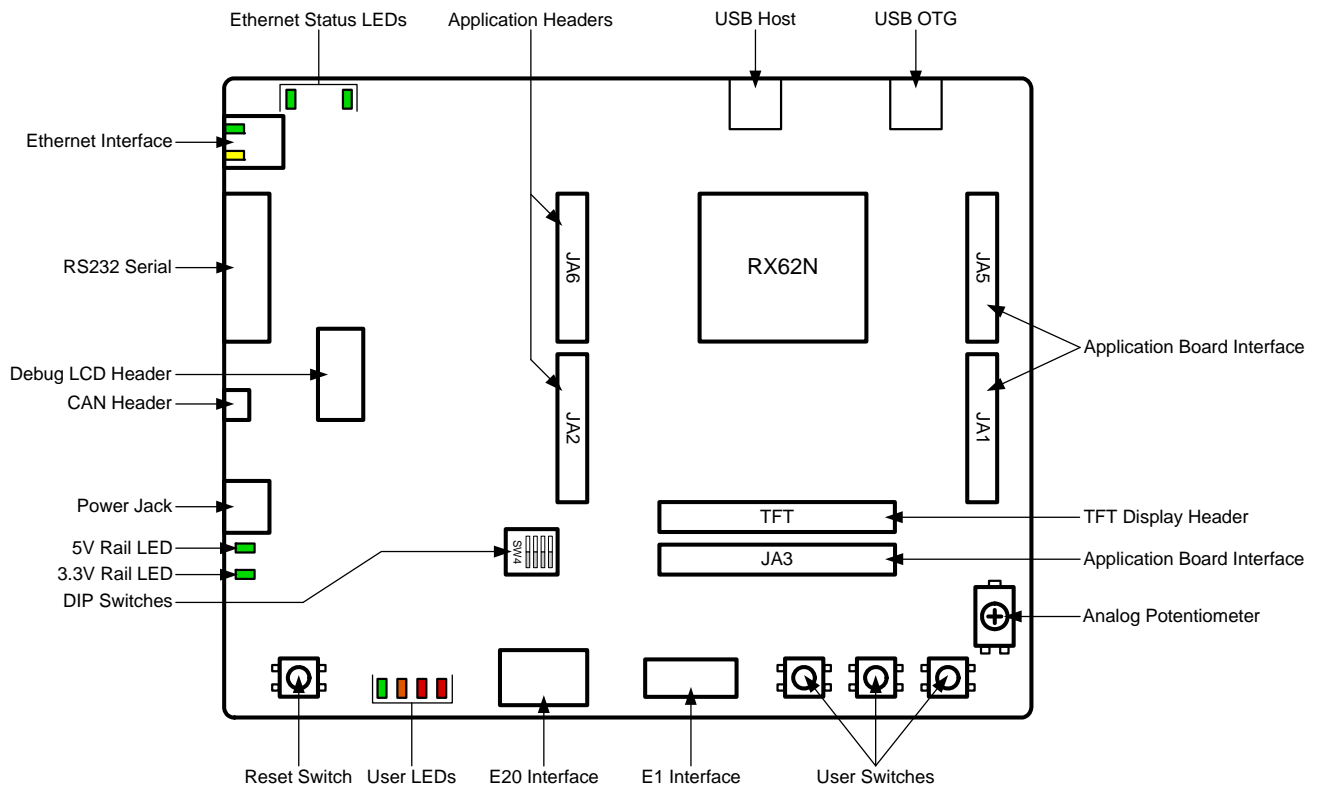 Ethernet Status LEDs
Application Headers
USB Host
USB OTG
Ethernet Interface
RS232 Serial
JA6
RX62N
JA5
Application Board Interface
Debug LCD Header
CAN Header
JA2
JA1
Power Jack
TFT
TFT Display Header
5V Rail LED
3.3V Rail LED
SW4
JA3
Application Board Interface
DIP Switches
Analog Potentiometer
Reset Switch
User LEDs
E20 Interface
E1 Interface
User Switches